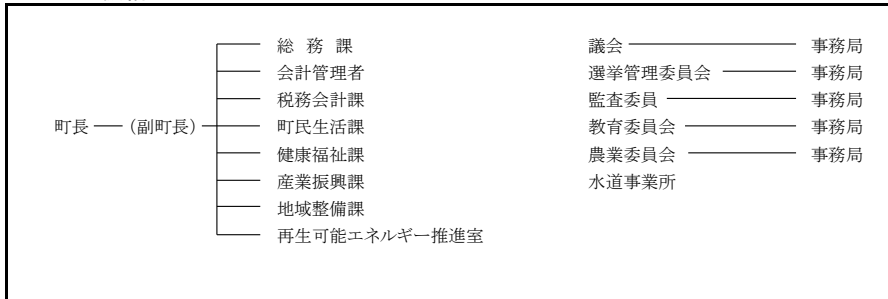 総 務 課
会計管理者
税務会計課
町長 (副町長) 町民生活課
健康福祉課
産業振興課
地域整備課
再生可能エネルギー推進室
議会 事務局
選挙管理委員会 事務局
監査委員 事務局
教育委員会 事務局
農業委員会 事務局
水道事業所